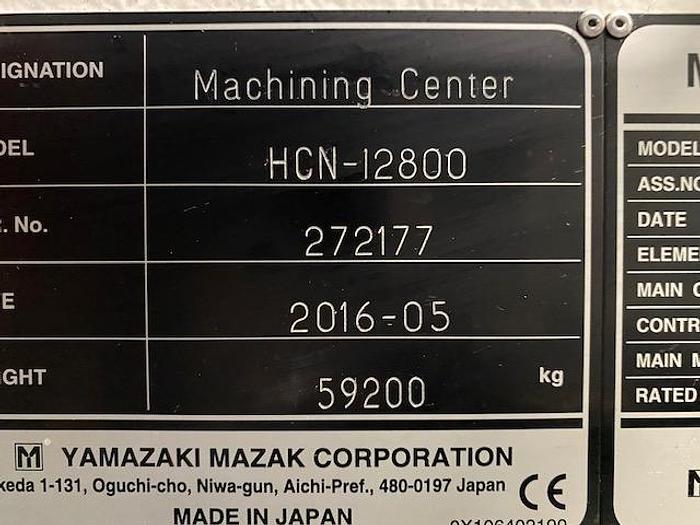 IGNATION Machining Center
DEL HCN-12800
. No. 272177
E 2016-05
GHT 59200 kg
M YAMAZAKI MAZAK CORPORATION
keda 1-131, Oguchi-cho, Niwa-gun, Aichi-Pref., 480-0197 Japan CE
MADE IN JAPAN
M
MODEL
ASS.NO
DATE
ELEME
MAIN C
CONTR
MAIN M
RATED